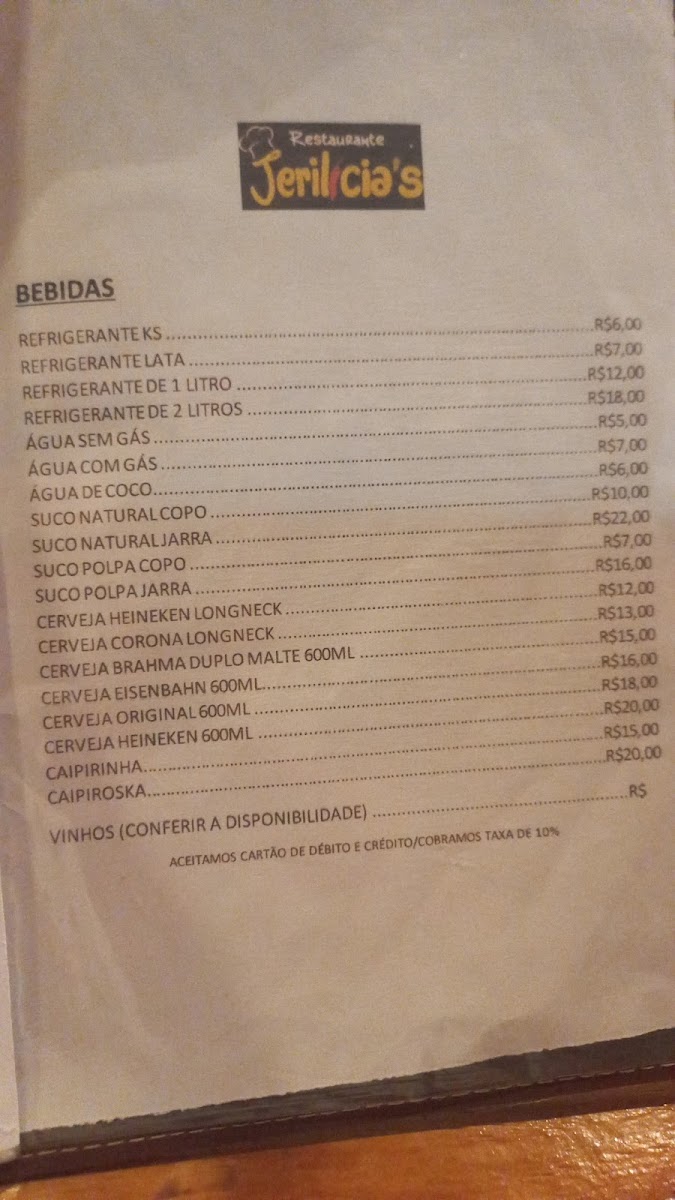 Restaurante
Jerilícia's
BEBIDAS
REFRIGERANTE KS ........ R$6,00
REFRIGERANTE LATA ........ R$7,00
REFRIGERANTE DE 1 LITRO ........ R$12,00
REFRIGERANTE DE 2 LITROS ........ R$18,00
ÁGUA SEM GÁS ........ R$5,00
ÁGUA COM GÁS ........ R$7,00
ÁGUA DE COCO ........ R$6,00
SUCO NATURAL COPO ........ R$10,00
SUCO NATURAL JARRA ........ R$22,00
SUCO POLPA COPO ........ R$7,00
SUCO POLPA JARRA ........ R$16,00
CERVEJA HEINEKEN LONGNECK ........ R$12,00
CERVEJA CORONA LONGNECK ........ R$13,00
CERVEJA BRAHMA DUPLO MALTE 600ML ........ R$15,00
CERVEJA EISENBAHN 600ML ........ R$16,00
CERVEJA ORIGINAL 600ML ........ R$18,00
CERVEJA HEINEKEN 600ML ........ R$20,00
CAIPIRINHA ........ R$15,00
CAIPIROSKA ........ R$20,00
VINHOS (CONFERIR A DISPONIBILIDADE) ........ R$
ACEITAMOS CARTÃO DE DÉBITO E CRÉDITO/COBRAMOS TAXA DE 10%